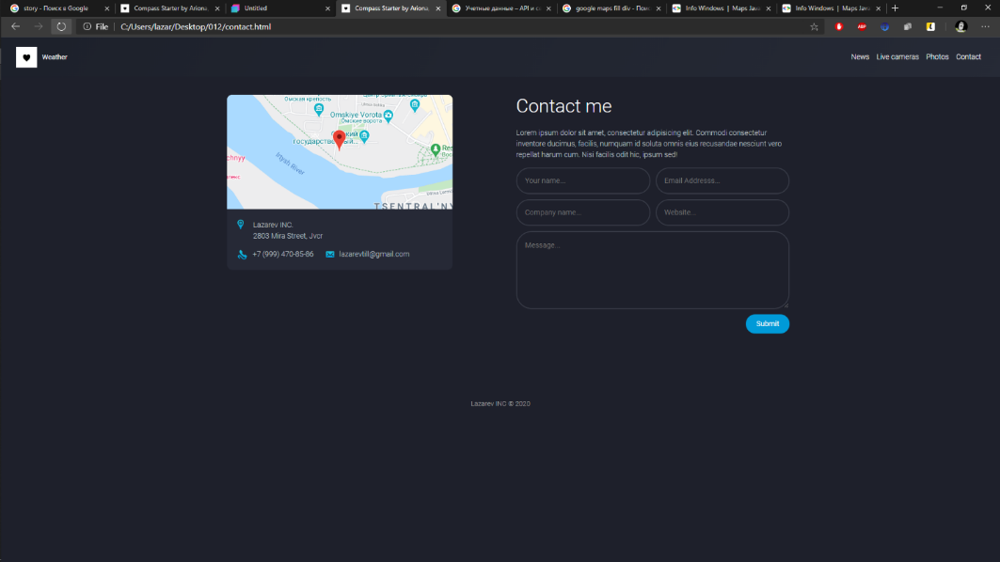 story - Поиск в Google
Compass Starter by Ariona,
Untitled
Compass Starter by Ariona,
Учетные данные – API и с
google maps fill div - Пои
Info Windows | Maps Java
Info Windows | Maps Java
File
C:/Users/lazar/Desktop/012/contact.html
ABP
Weather
News
Live cameras
Photos
Contact
Омская крепость
Omskiye Vorota
Омские ворота
государственный...
Irtysh River
chnyy
Res
TSENTRAL'NY
Lazarev INC.
2803 Mira Street, Jvcr
+7 (999) 470-85-86
lazarevtill@gmail.com
Contact me
Lorem ipsum dolor sit amet, consectetur adipisicing elit. Commodi consectetur
inventore ducimus, facilis, numquam id soluta omnis eius recusandae nesciunt vero
repellat harum cum. Nisi facilis odit hic, ipsum sed!
Your name...
Email Addresss...
Company name...
Website...
Message...
Submit
Lazarev INC © 2020